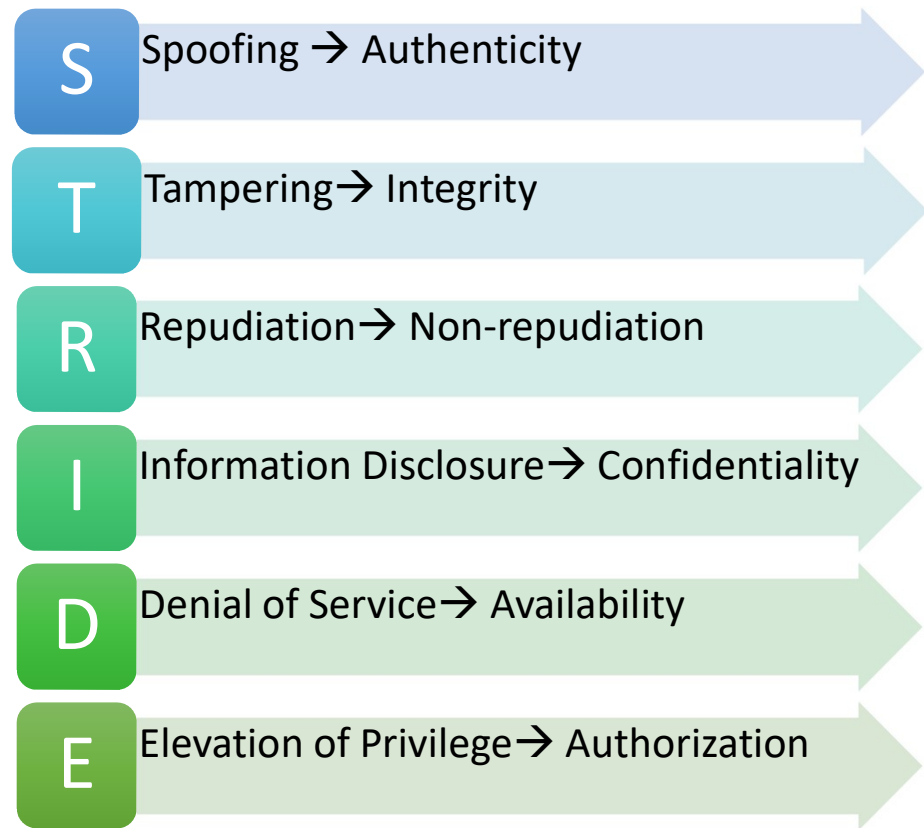 S
Spoofing → Authenticity
T
Tampering→ Integrity
R
Repudiation→ Non-repudiation
I
Information Disclosure→ Confidentiality
D
Denial of Service→ Availability
E
Elevation of Privilege→ Authorization